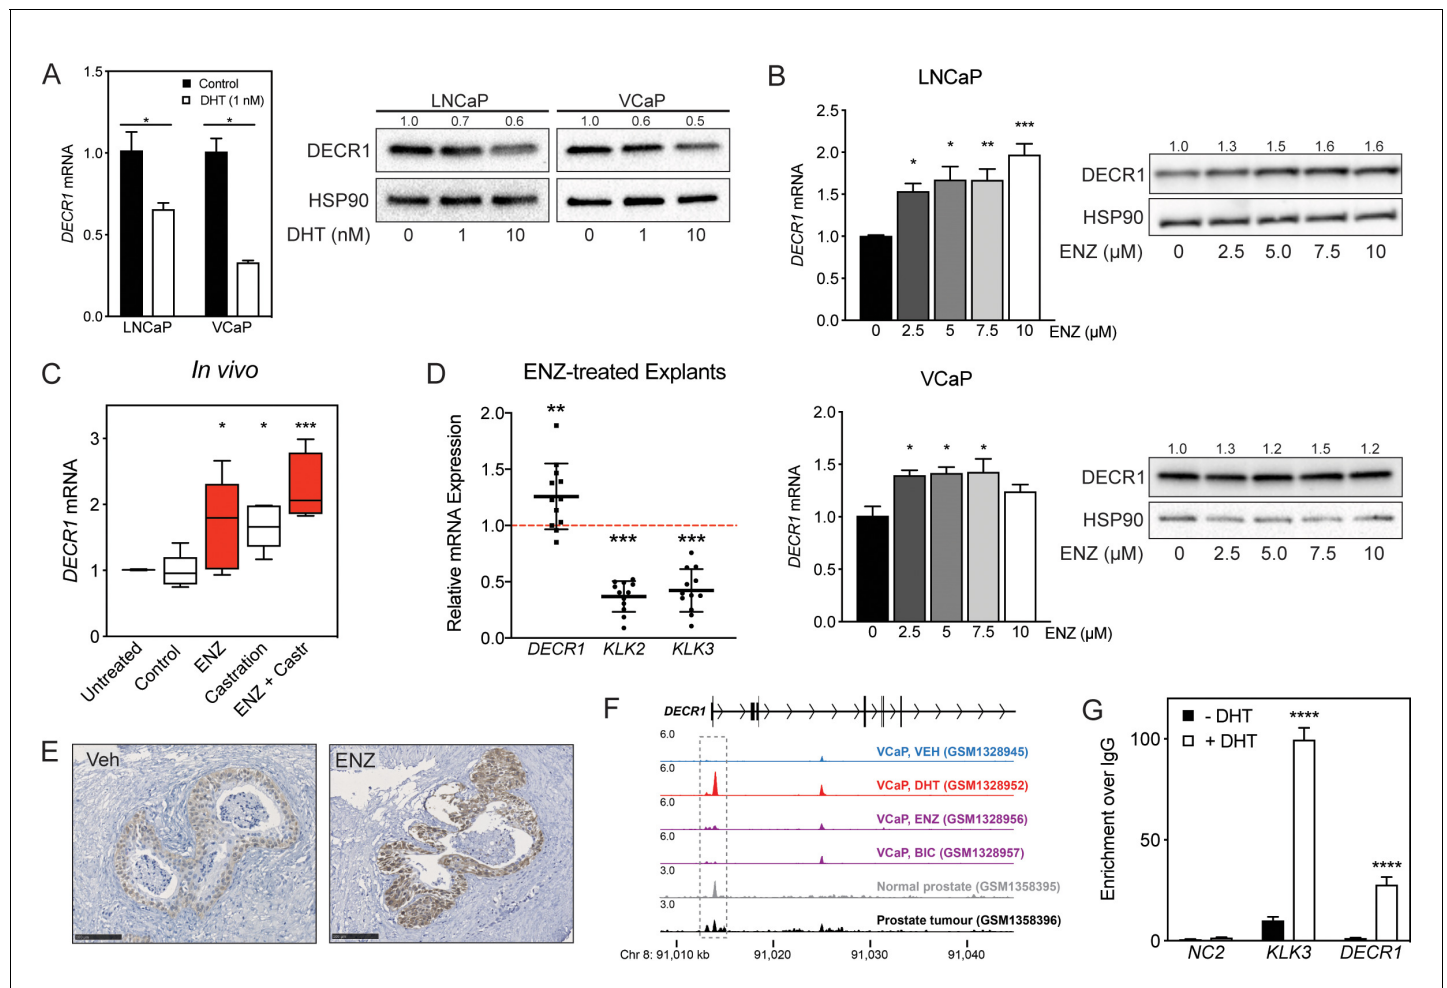 A
1.5
1.0
0.5
0.0
DECR1 mRNA
Control
DHT (1 nM)
*
*
LNCaP
VCaP
LNCaP
VCaP
1.0 0.7 0.6
1.0 0.6 0.5
DECR1
HSP90
DHT (nM) 0 1 10 0 1 10
B
LNCaP
2.5
2.0
1.5
1.0
0.5
0.0
DECR1 mRNA
* * ** ***
0 2.5 5 7.5 10 ENZ (µM)
1.0 1.3 1.5 1.6 1.6
DECR1
HSP90
ENZ (µM) 0 2.5 5.0 7.5 10
VCaP
2.0
1.5
1.0
0.5
0.0
DECR1 mRNA
* * *
0 2.5 5 7.5 10 ENZ (µM)
1.0 1.3 1.2 1.5 1.2
DECR1
HSP90
ENZ (µM) 0 2.5 5.0 7.5 10
C
In vivo
3
2
1
0
DECR1 mRNA
* * ***
Untreated
Control
ENZ
Castration
ENZ + Castr
D
ENZ-treated Explants
2.0
1.5
1.0
0.5
0.0
Relative mRNA Expression
**
***
***
DECR1 KLK2 KLK3
E
Veh
ENZ
F
DECR1
6.0
VCaP, VEH (GSM1328945)
6.0
VCaP, DHT (GSM1328952)
6.0
VCaP, ENZ (GSM1328956)
6.0
VCaP, BIC (GSM1328957)
3.0
Normal prostate (GSM1358395)
3.0
Prostate tumour (GSM1358396)
Chr 8: 91,010 kb 91,020 91,030 91,040
G
100
50
0
Enrichment over IgG
- DHT
+ DHT
****
****
NC2 KLK3 DECR1